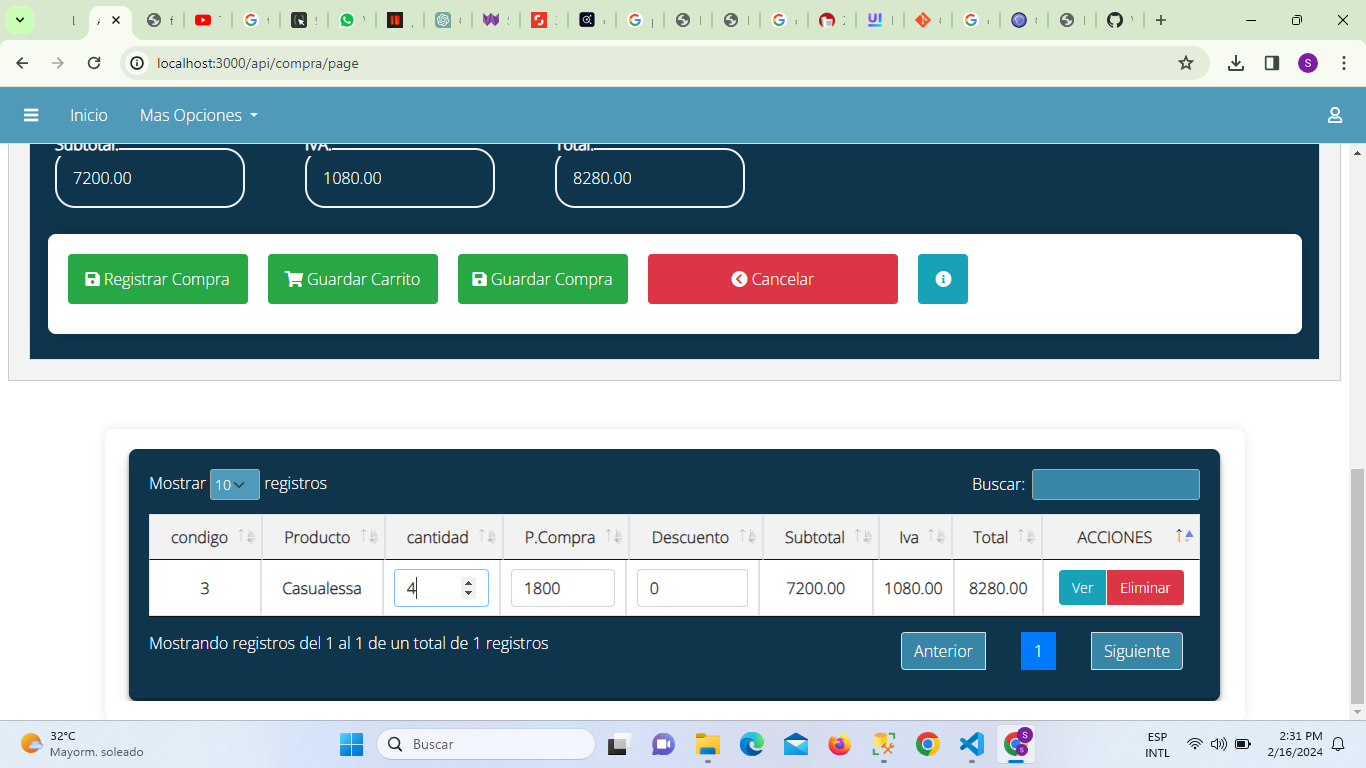 localhost:3000/api/compra/page
S
Inicio
Mas Opciones
Subtotal:
IVA:
Total:
7200.00
1080.00
8280.00
Registrar Compra
Guardar Carrito
Guardar Compra
Cancelar
Mostrar 10 registros
Buscar:
condigo Producto cantidad P.Compra Descuento Subtotal Iva Total ACCIONES
3 Casualessa 4 1800 0 7200.00 1080.00 8280.00 Ver Eliminar
Mostrando registros del 1 al 1 de un total de 1 registros
Anterior
1
Siguiente
32°C
Mayorm. soleado
Buscar
S
ESP
INTL
2:31 PM
2/16/2024